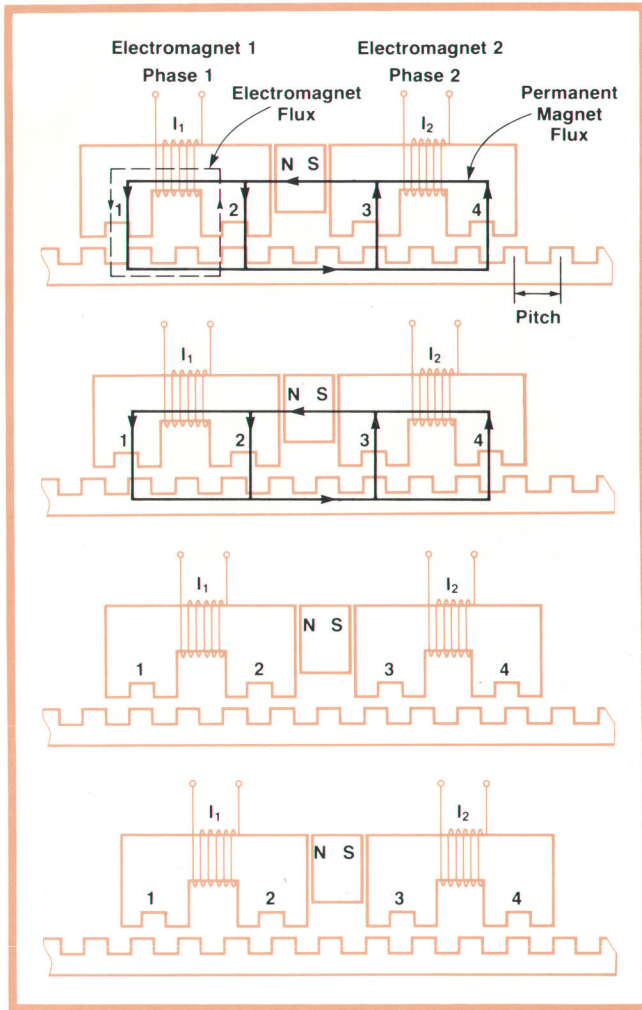 Electromagnet 1
Phase 1
Electromagnet 2
Phase 2
Electromagnet
Flux
Permanent
Magnet
Flux
I₁
I₂
N S
1
2
3
4
Pitch
I₁
I₂
N S
1
2
3
4
I₁
I₂
N S
1
2
3
4
I₁
I₂
N S
1
2
3
4